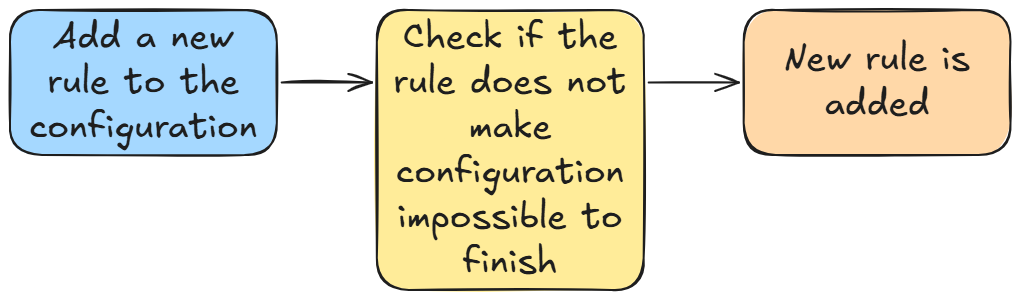 Add a new
rule to the
configuration
Check if the
rule does not
make
configuration
impossible to
finish
New rule is
added